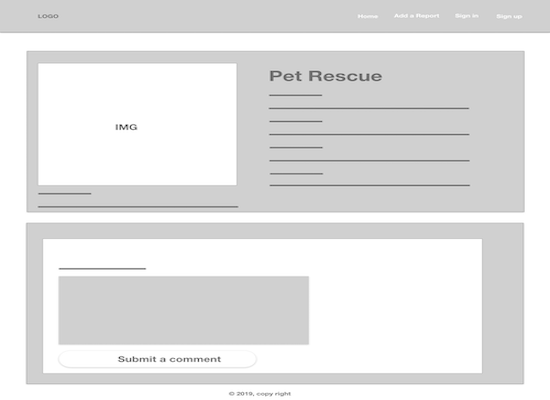 LOGO
Home Add a Report Sign in Sign up
Pet Rescue
IMG
Submit a comment
© 2019, copy right